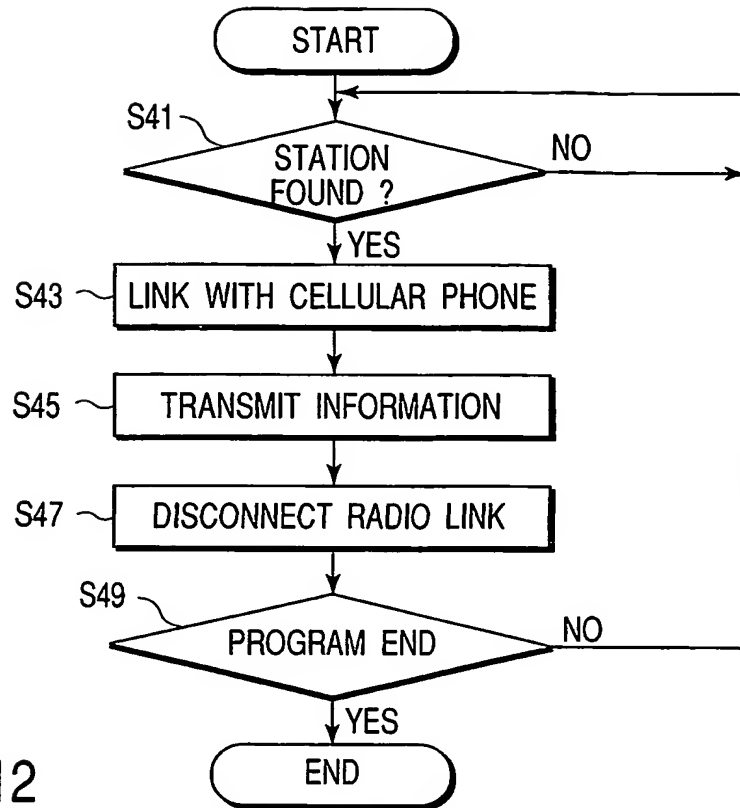 START
S41
STATION
FOUND ?
NO
YES
S43
LINK WITH CELLULAR PHONE
S45
TRANSMIT INFORMATION
S47
DISCONNECT RADIO LINK
S49
PROGRAM END
NO
YES
END